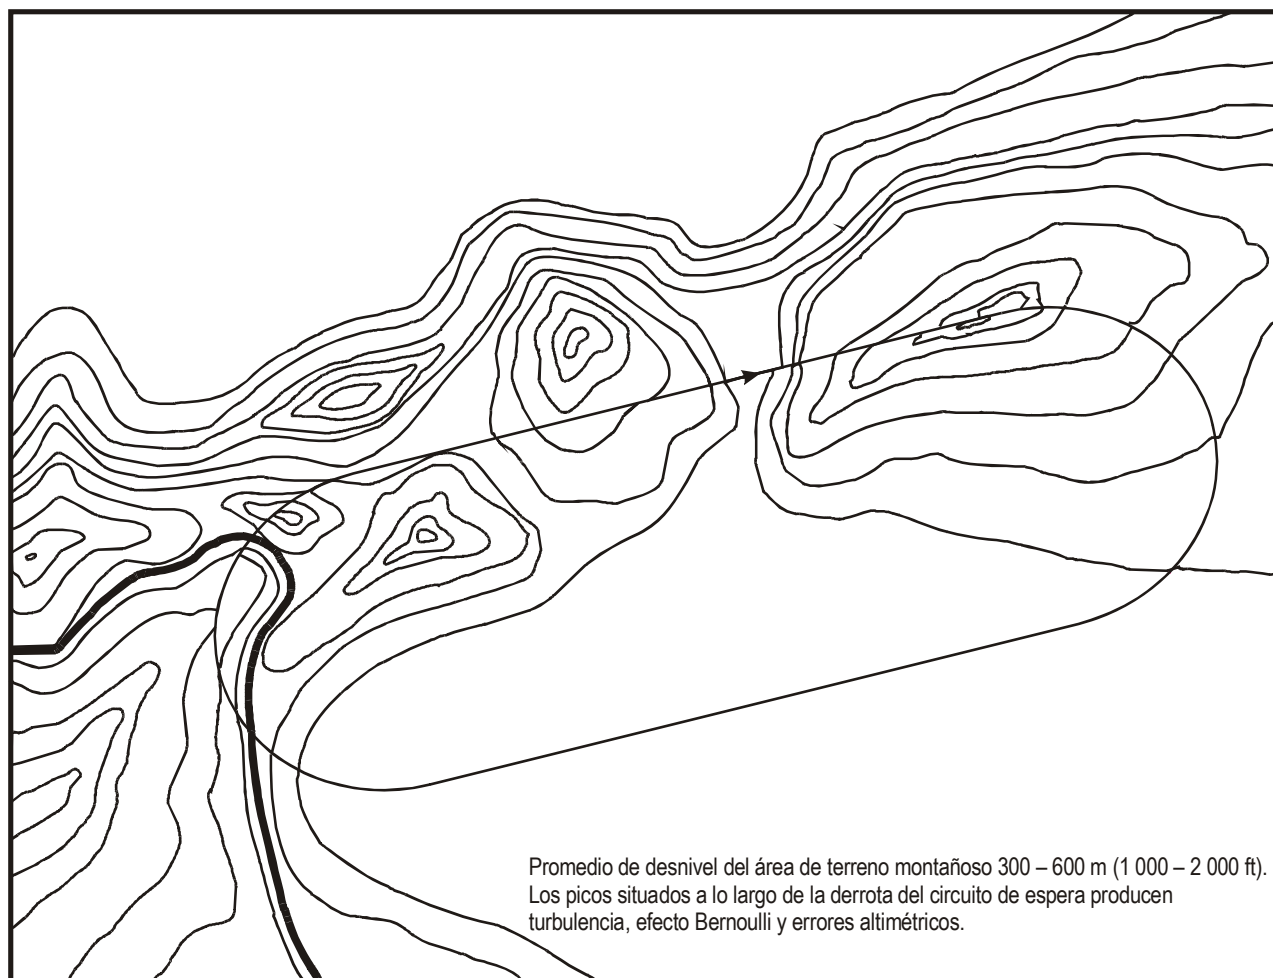 Promedio de desnivel del área de terreno montañoso 300 – 600 m (1 000 – 2 000 ft).
Los picos situados a lo largo de la derrota del circuito de espera producen
turbulencia, efecto Bernoulli y errores altimétricos.